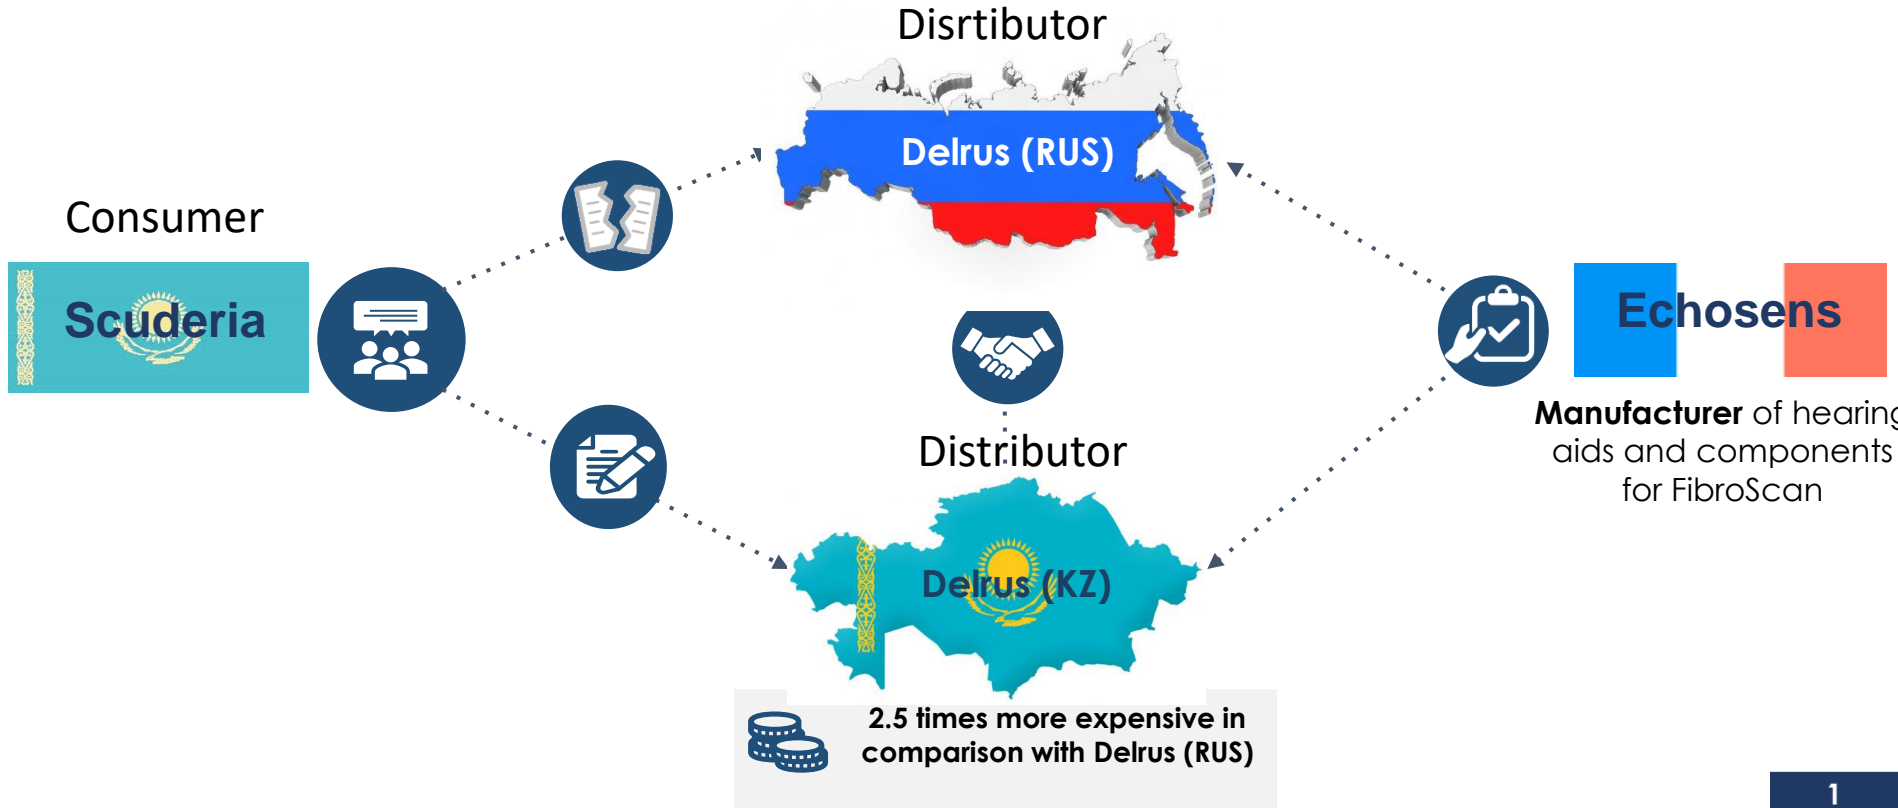 Disrtibutor
Delrus (RUS)
Consumer
Scuderia
Echosens
Manufacturer of hearing
aids and components
for FibroScan
Distributor
Delrus (KZ)
2.5 times more expensive in
comparison with Delrus (RUS)
1